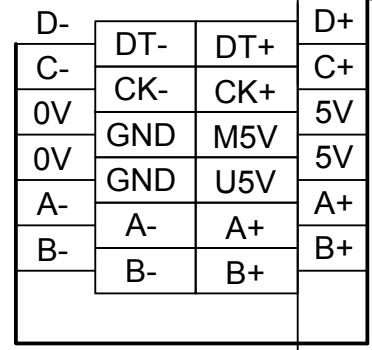 D- DT- DT+ D+
C- CK- CK+ C+
0V GND M5V 5V
0V GND U5V 5V
A- A- A+ A+
B- B- B+ B+